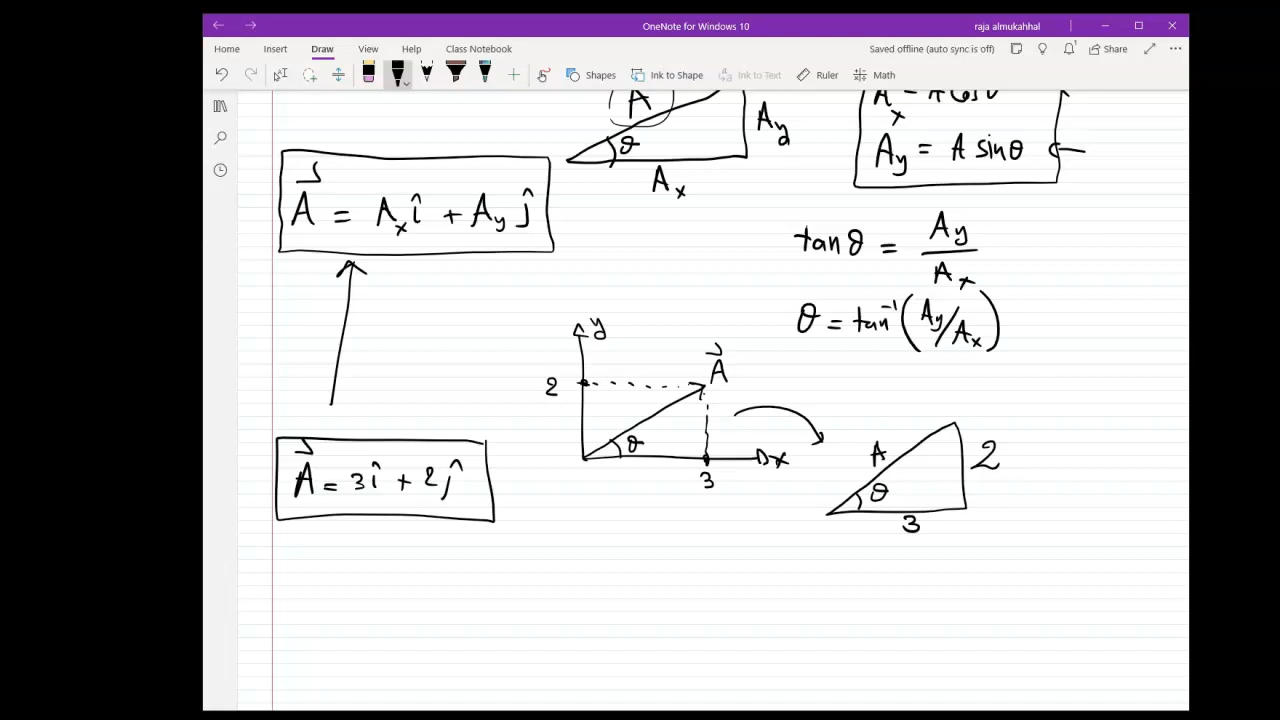 OneNote for Windows 10
raja almukahhal
Home Insert Draw View Help Class Notebook
Saved offline (auto sync is off)
Share
Shapes
Ink to Shape
Ink to Text
Ruler
Math
A
θ
Ay
Ax
Ax = A cosθ
Ay = A sinθ
A⃗ = Ax î + Ay ĵ
tanθ = Ay / Ax
θ = tan⁻¹ (Ay/Ax)
y
2
A⃗
θ
x
3
A
θ
2
3
A⃗ = 3î + 2ĵ